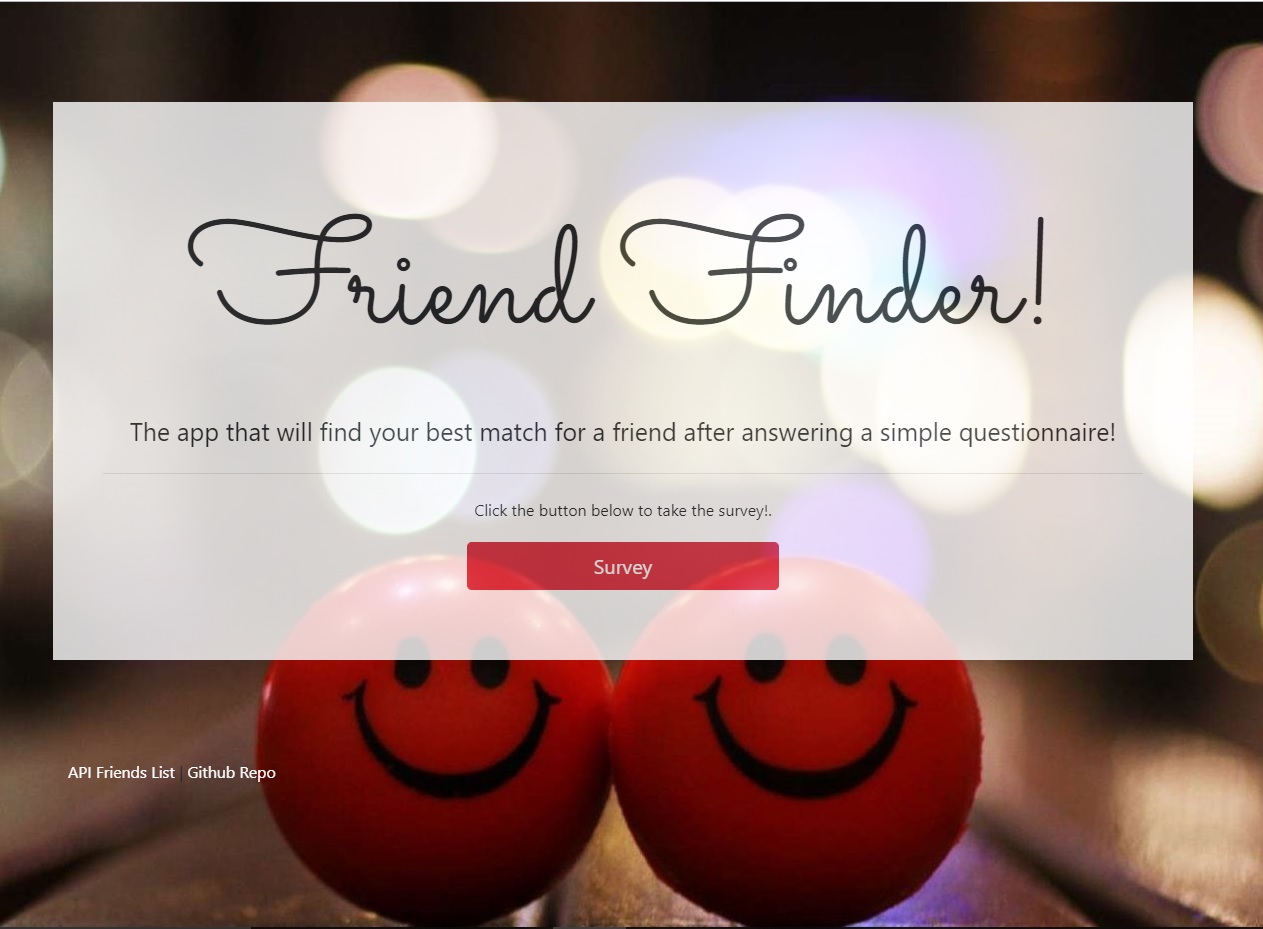 Friend Finder!
The app that will find your best match for a friend after answering a simple questionnaire!
Click the button below to take the survey!.
Survey
API Friends List | Github Repo